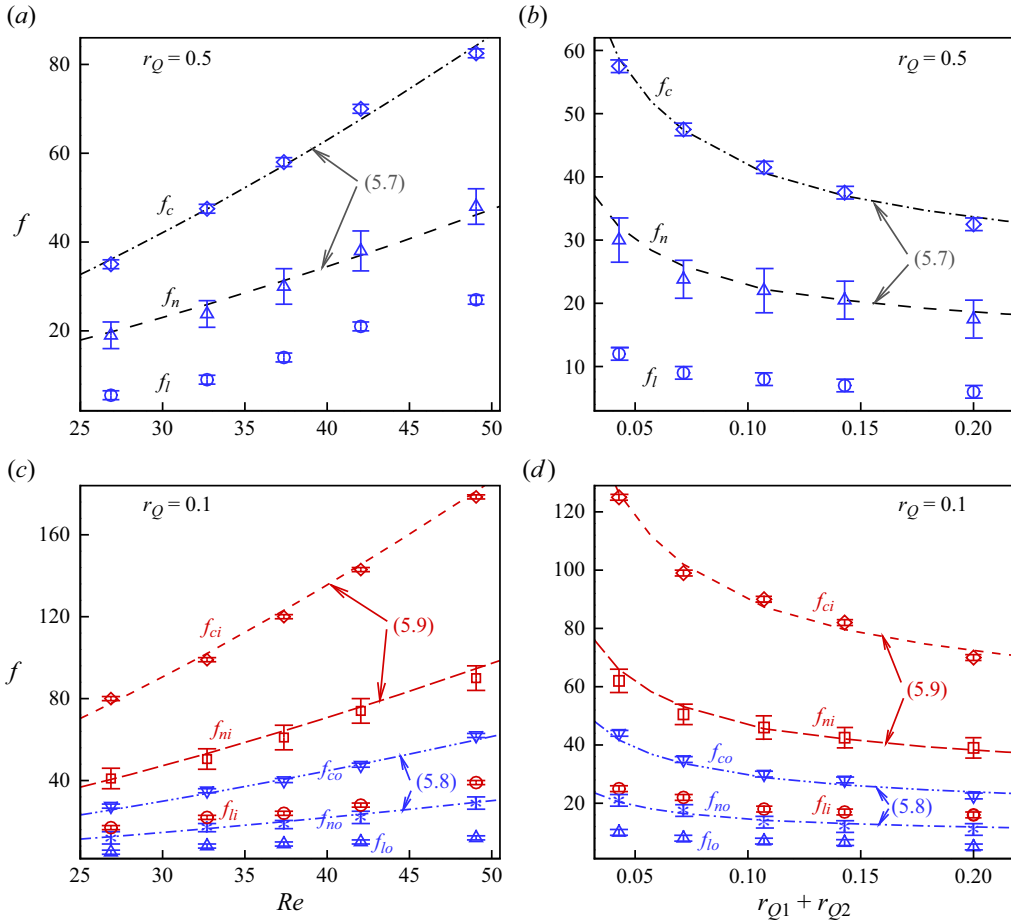 (a)
r_Q = 0.5
80
60
40
20
f
f_c
f_n
f_l
(5.7)
25 30 35 40 45 50
(b)
r_Q = 0.5
60
50
40
30
20
10
f_c
f_n
f_l
(5.7)
0.05 0.10 0.15 0.20
(c)
r_Q = 0.1
160
120
80
40
f
f_ci
(5.9)
f_ni
f_co
(5.8)
f_li
f_no
f_lo
25 30 35 40 45 50
Re
(d)
r_Q = 0.1
120
100
80
60
40
20
f_ci
(5.9)
f_ni
f_co
(5.8)
f_no
f_li
f_lo
0.05 0.10 0.15 0.20
r_Q1 + r_Q2